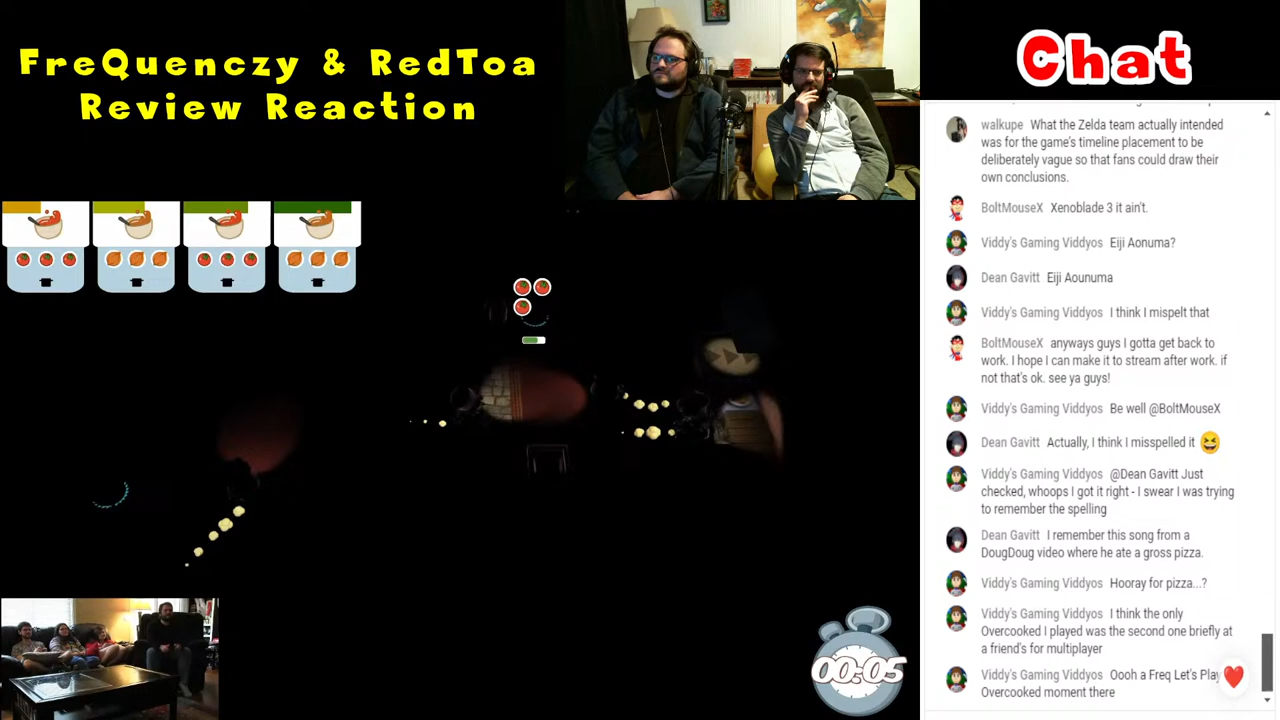 FreQuenczy & RedToa
Review Reaction
Chat
walkupe What the Zelda team actually intended
was for the game's timeline placement to be
deliberately vague so that fans could draw their
own conclusions.
BoltMouseX Xenoblade 3 it ain't.
Viddy's Gaming Viddyos Eiji Aonuma?
Dean Gavitt Eiji Aounuma
Viddy's Gaming Viddyos I think I mispelt that
BoltMouseX anyways guys I gotta get back to
work. I hope I can make it to stream after work. if
not that's ok. see ya guys!
Viddy's Gaming Viddyos Be well @BoltMouseX
Dean Gavitt Actually, I think I misspelled it
Viddy's Gaming Viddyos @Dean Gavitt Just
checked, whoops I got it right - I swear I was trying
to remember the spelling
Dean Gavitt I remember this song from a
DougDoug video where he ate a gross pizza.
Viddy's Gaming Viddyos Hooray for pizza...?
Viddy's Gaming Viddyos I think the only
Overcooked I played was the second one briefly at
a friend's for multiplayer
Viddy's Gaming Viddyos Oooh a Freq Let's Play
Overcooked moment there
00:05